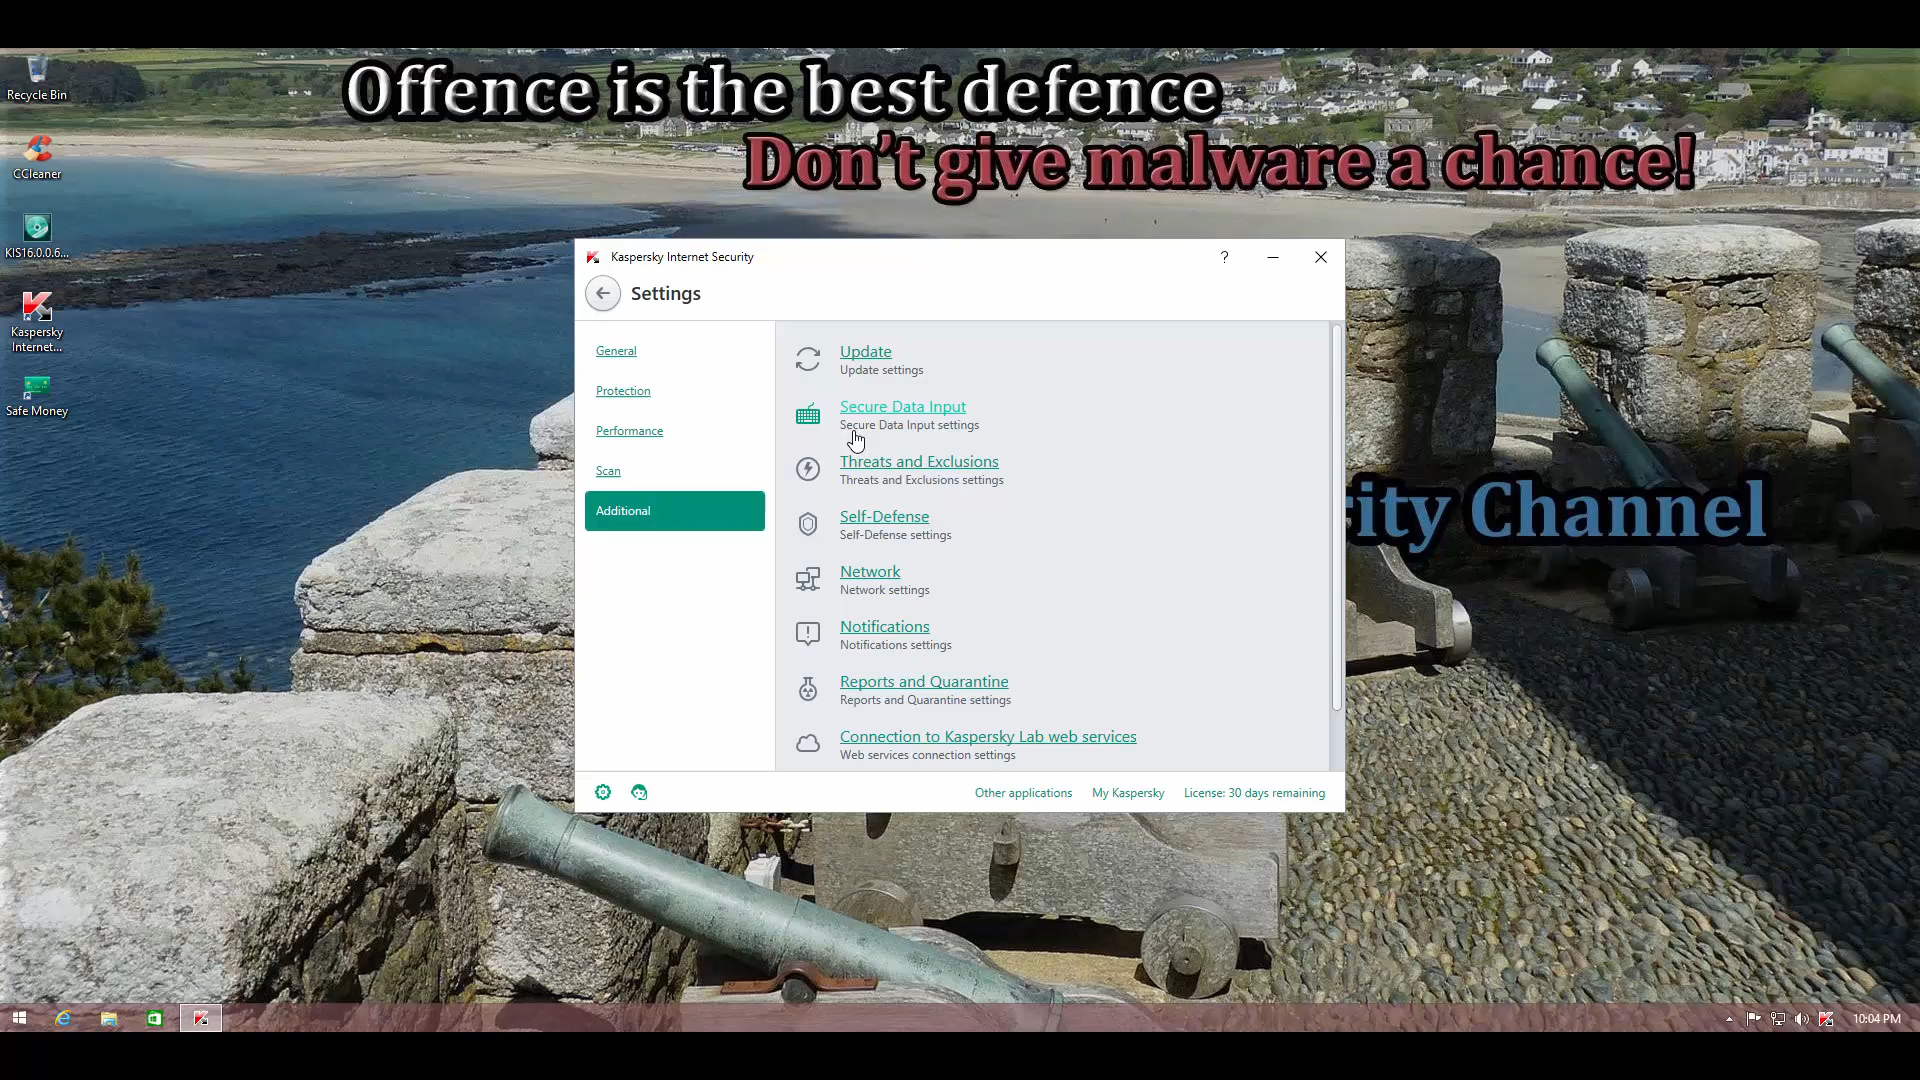 Offence is the best defence
Don't give malware a chance!
rity Channel
Recycle Bin
CCleaner
KIS16.0.0.6...
Kaspersky
Internet...
Safe Money
Kaspersky Internet Security
?
Settings
General
Protection
Performance
Scan
Additional
Update
Update settings
Secure Data Input
Secure Data Input settings
Threats and Exclusions
Threats and Exclusions settings
Self-Defense
Self-Defense settings
Network
Network settings
Notifications
Notifications settings
Reports and Quarantine
Reports and Quarantine settings
Connection to Kaspersky Lab web services
Web services connection settings
Other applications
My Kaspersky
License: 30 days remaining
10:04 PM